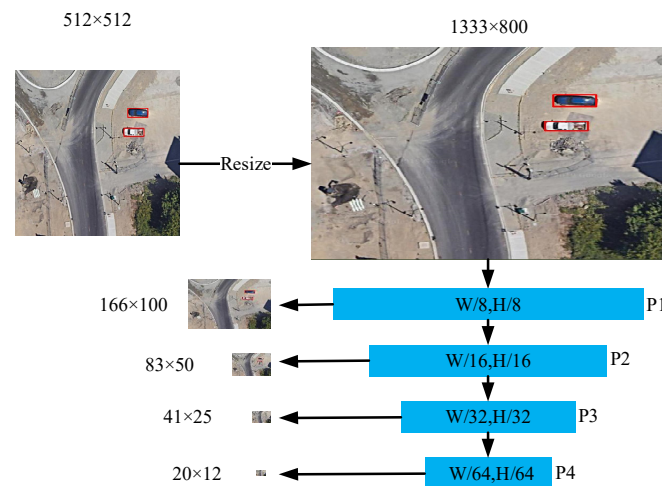 512×512
1333×800
Resize
166×100
W/8,H/8
P1
83×50
W/16,H/16
P2
41×25
W/32,H/32
P3
20×12
W/64,H/64
P4